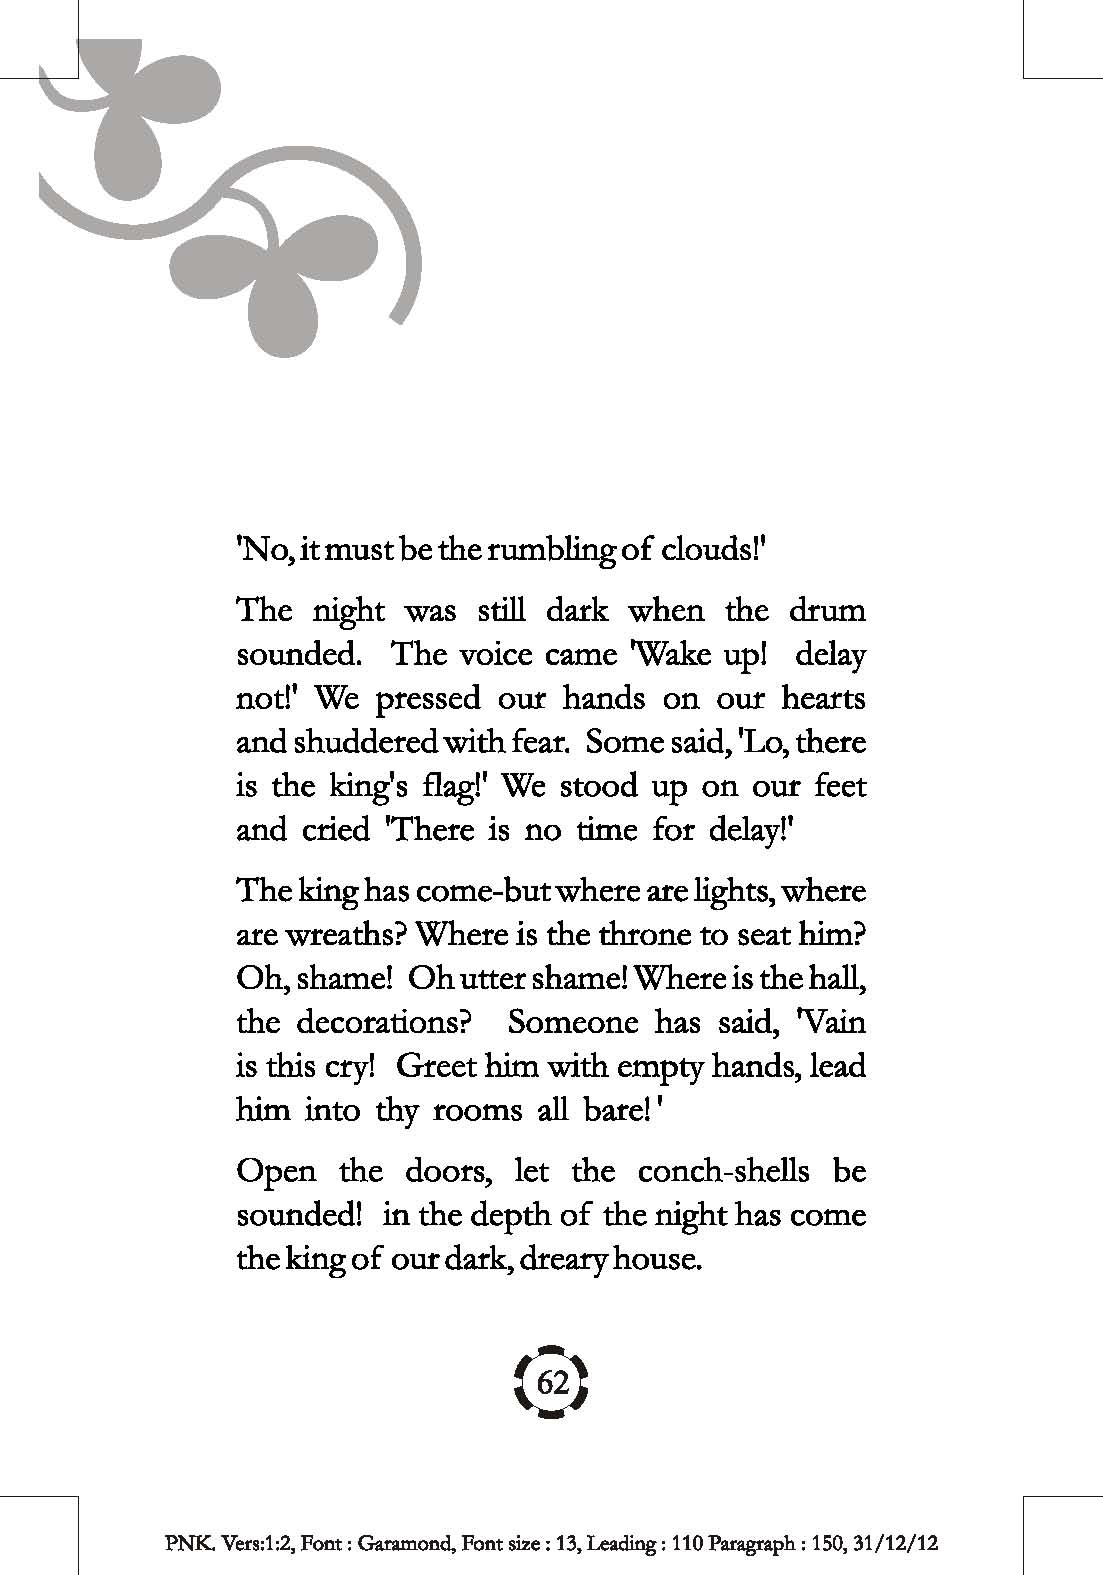 'No, it must be the rumbling of clouds!'
The night was still dark when the drum
sounded. The voice came 'Wake up! delay
not!' We pressed our hands on our hearts
and shuddered with fear. Some said, 'Lo, there
is the king's flag!' We stood up on our feet
and cried 'There is no time for delay!'
The king has come-but where are lights, where
are wreaths? Where is the throne to seat him?
Oh, shame! Oh utter shame! Where is the hall,
the decorations? Someone has said, 'Vain
is this cry! Greet him with empty hands, lead
him into thy rooms all bare! '
Open the doors, let the conch-shells be
sounded! in the depth of the night has come
the king of our dark, dreary house.
62
PNK. Vers:1:2, Font : Garamond, Font size : 13, Leading : 110 Paragraph : 150, 31/12/12